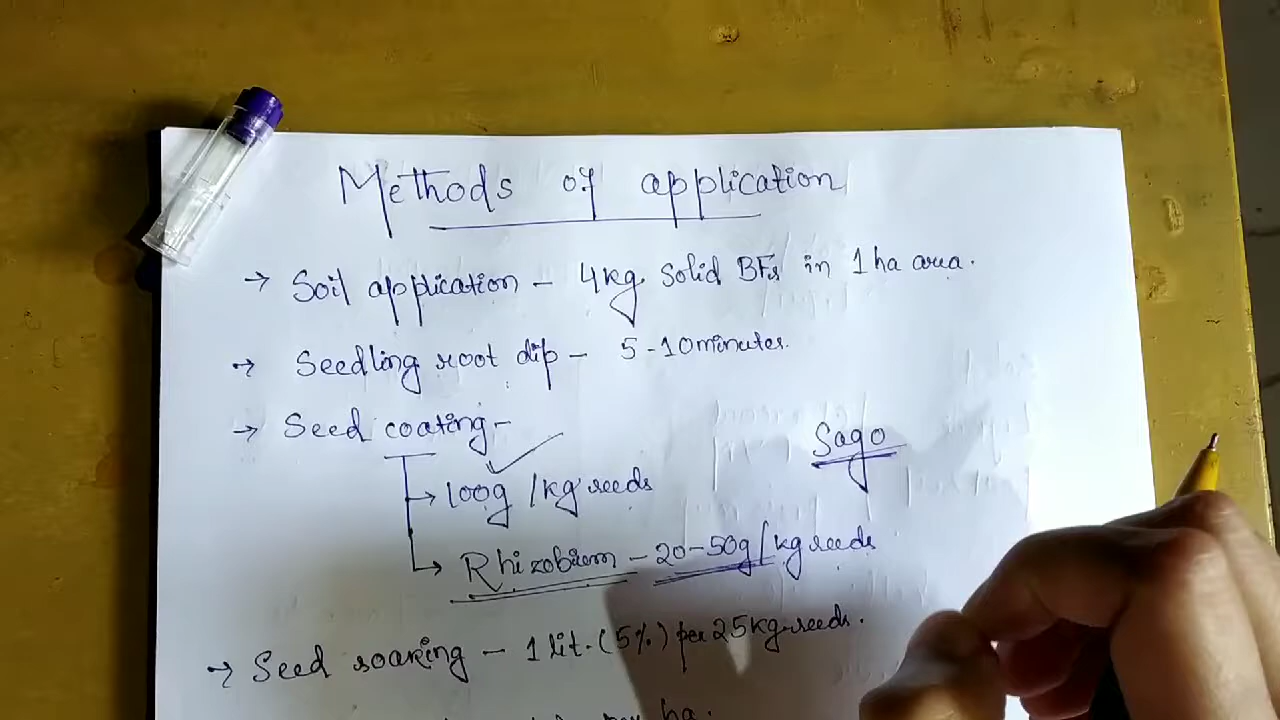 Methods of application
→ Soil application - 4kg solid BFs in 1 ha area.
→ Seedling root dip - 5-10 minutes.
→ Seed coating -
Sago
→ 100g /kg seeds
→ Rhizobium - 20-50g/kg seeds
→ Seed soaking - 1 lit. (5%) per 25kg seeds.
ha.